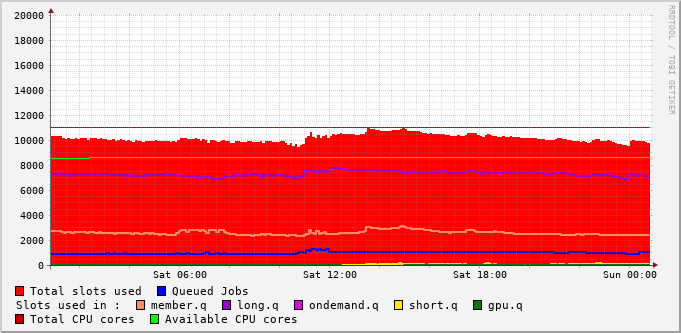 20000
18000
16000
14000
12000
10000
8000
6000
4000
2000
0
Sat 06:00 Sat 12:00 Sat 18:00 Sun 00:00
Total slots used Queued Jobs
Slots used in : member.q long.q ondemand.q short.q gpu.q
Total CPU cores Available CPU cores
RRDTOOL / TOBI OETIKER